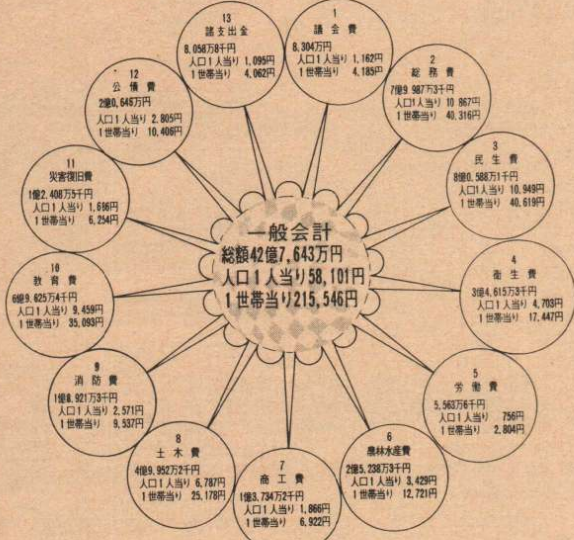 一般会計
総額42億7,643万円
人口1人当り58,101円
1世帯当り215,546円
1
議会費
8,304万円
人口1人当り 1,162円
1世帯当り 4,185円
2
総務費
7億9,987万3千円
人口1人当り 10,867円
1世帯当り 40,316円
3
民生費
8億0,588万1千円
人口1人当り 10,949円
1世帯当り 40,619円
4
衛生費
3億4,615万3千円
人口1人当り 4,703円
1世帯当り 17,447円
5
労働費
5,563万6千円
人口1人当り 756円
1世帯当り 2,804円
6
農林水産費
2億5,238万3千円
人口1人当り 3,429円
1世帯当り 12,721円
7
商工費
1億3,734万2千円
人口1人当り 1,866円
1世帯当り 6,922円
8
土木費
4億9,952万2千円
人口1人当り 6,787円
1世帯当り 25,178円
9
消防費
1億8,921万3千円
人口1人当り 2,571円
1世帯当り 9,537円
10
教育費
6億9,625万4千円
人口1人当り 9,459円
1世帯当り 35,093円
11
災害復旧費
1億2,408万5千円
人口1人当り 1,686円
1世帯当り 6,254円
12
公債費
2億0,646万円
人口1人当り 2,805円
1世帯当り 10,406円
13
諸支出金
8,058万8千円
人口1人当り 1,095円
1世帯当り 4,062円